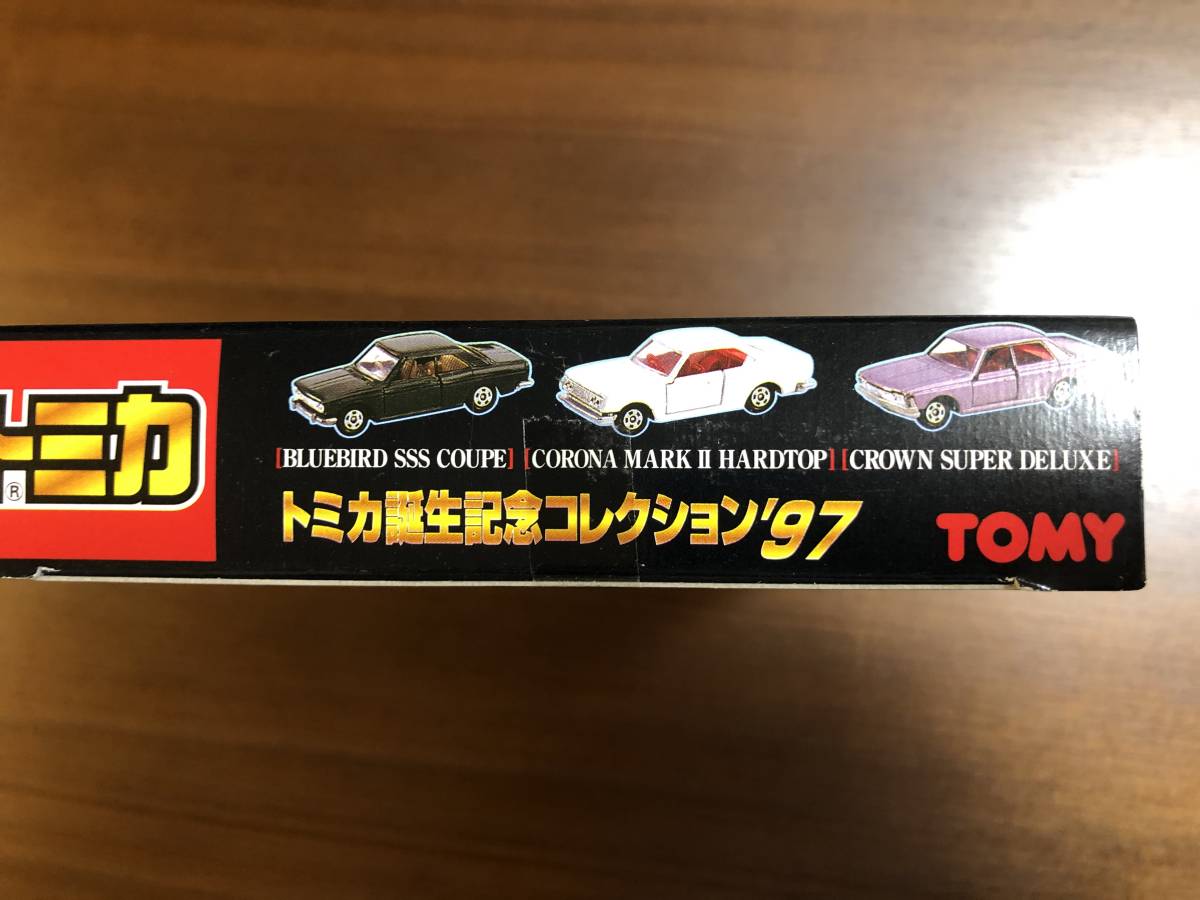 トミカ
®
[BLUEBIRD SSS COUPE] [CORONA MARK II HARDTOP] [CROWN SUPER DELUXE]
トミカ誕生記念コレクション'97
TOMY